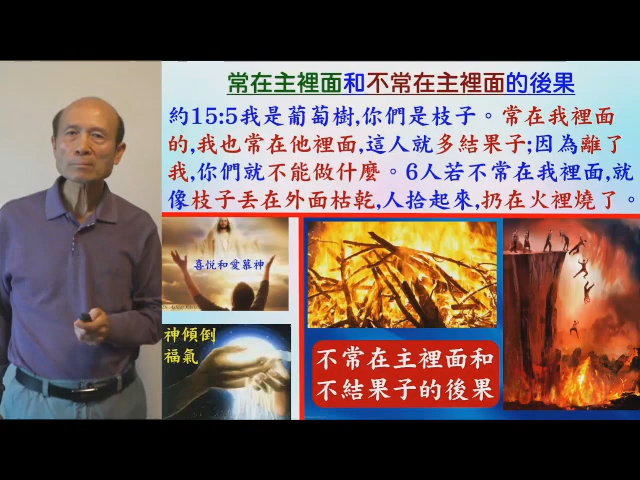 常在主裡面和不常在主裡面的後果
約15:5我是葡萄樹,你們是枝子。常在我裡面
的,我也常在他裡面,這人就多結果子;因為離了
我,你們就不能做什麼。6人若不常在我裡面,就
像枝子丟在外面枯乾,人拾起來,扔在火裡燒了。
喜悅和愛慕神
神傾倒
福氣
不常在主裡面和
不結果子的後果